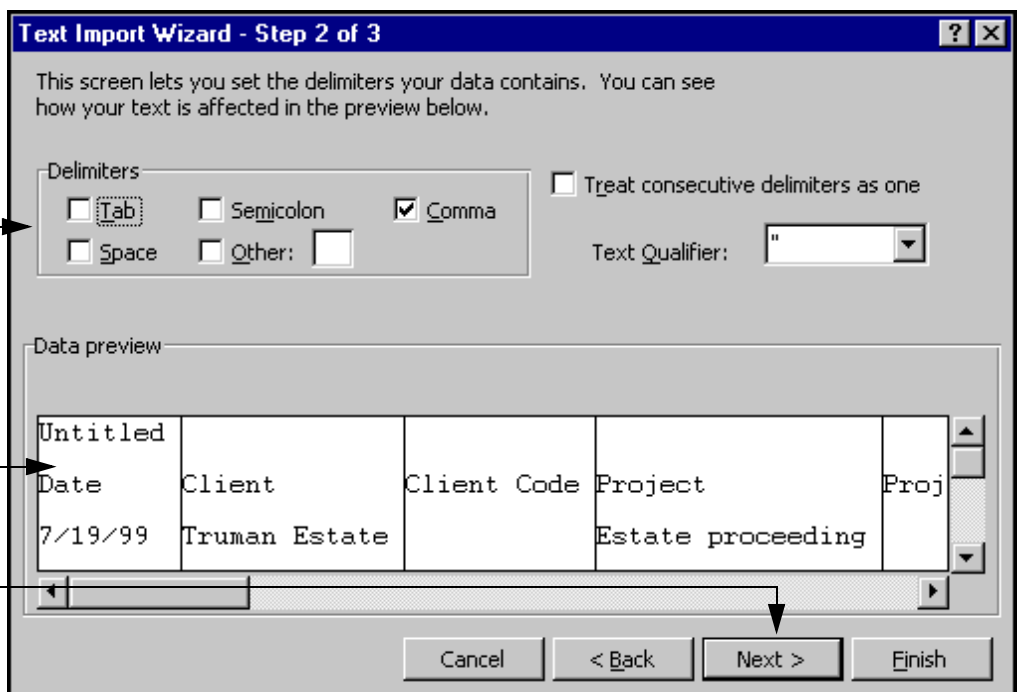 Text Import Wizard - Step 2 of 3
This screen lets you set the delimiters your data contains.  You can see
how your text is affected in the preview below.
Delimiters
Tab Semicolon Comma
Space Other:
Treat consecutive delimiters as one
Text Qualifier: "
Data preview
Untitled
Date Client Client Code Project Proj
7/19/99 Truman Estate Estate proceeding
Cancel < Back Next > Finish